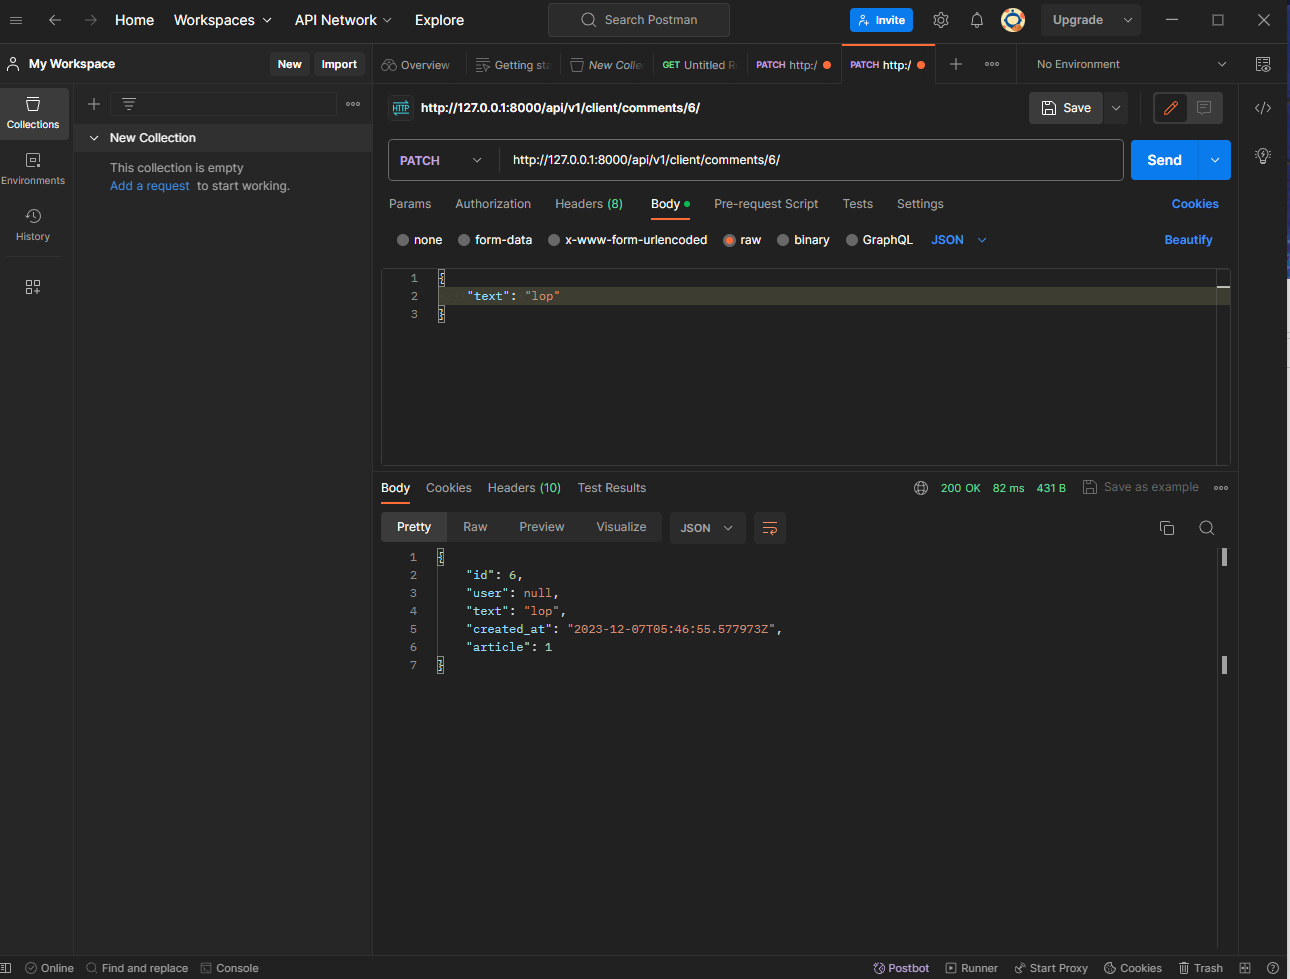 Home Workspaces API Network Explore Search Postman Invite Upgrade
My Workspace New Import Overview Getting sta New Colle GET Untitled R PATCH http:/ PATCH http:/ No Environment
Collections
Environments
History
New Collection
This collection is empty
Add a request to start working.
HTTP http://127.0.0.1:8000/api/v1/client/comments/6/ Save
PATCH http://127.0.0.1:8000/api/v1/client/comments/6/ Send
Params Authorization Headers (8) Body Pre-request Script Tests Settings Cookies
none form-data x-www-form-urlencoded raw binary GraphQL JSON Beautify
1 {
2 "text": "lop"
3 }
Body Cookies Headers (10) Test Results 200 OK 82 ms 431 B Save as example
Pretty Raw Preview Visualize JSON
1 {
2 "id": 6,
3 "user": null,
4 "text": "lop",
5 "created_at": "2023-12-07T05:46:55.577973Z",
6 "article": 1
7 }
Online Find and replace Console Postbot Runner Start Proxy Cookies Trash